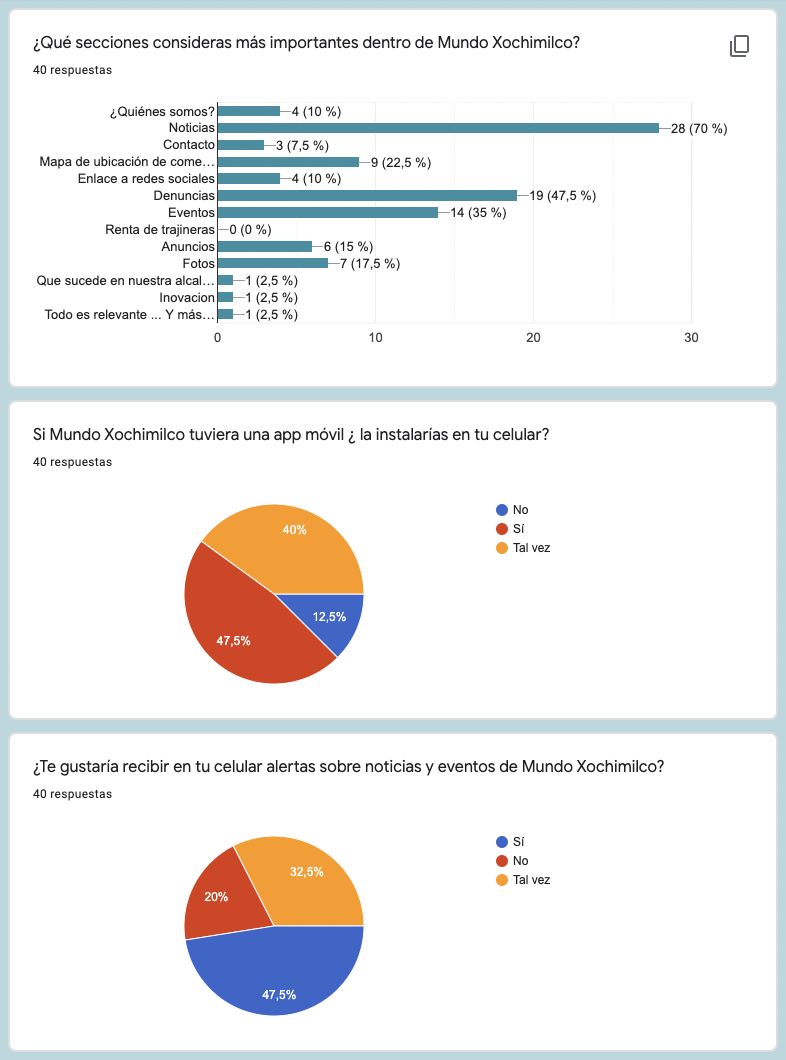 ¿Qué secciones consideras más importantes dentro de Mundo Xochimilco?
40 respuestas
¿Quiénes somos? 4 (10 %)
Noticias 28 (70 %)
Contacto 3 (7,5 %)
Mapa de ubicación de come… 9 (22,5 %)
Enlace a redes sociales 4 (10 %)
Denuncias 19 (47,5 %)
Eventos 14 (35 %)
Renta de trajineras 0 (0 %)
Anuncios 6 (15 %)
Fotos 7 (17,5 %)
Que sucede en nuestra alcal… 1 (2,5 %)
Inovacion 1 (2,5 %)
Todo es relevante ... Y más… 1 (2,5 %)
0 10 20 30
Si Mundo Xochimilco tuviera una app móvil ¿ la instalarías en tu celular?
40 respuestas
No
Sí
Tal vez
40%
12,5%
47,5%
¿Te gustaría recibir en tu celular alertas sobre noticias y eventos de Mundo Xochimilco?
40 respuestas
Sí
No
Tal vez
32,5%
20%
47,5%